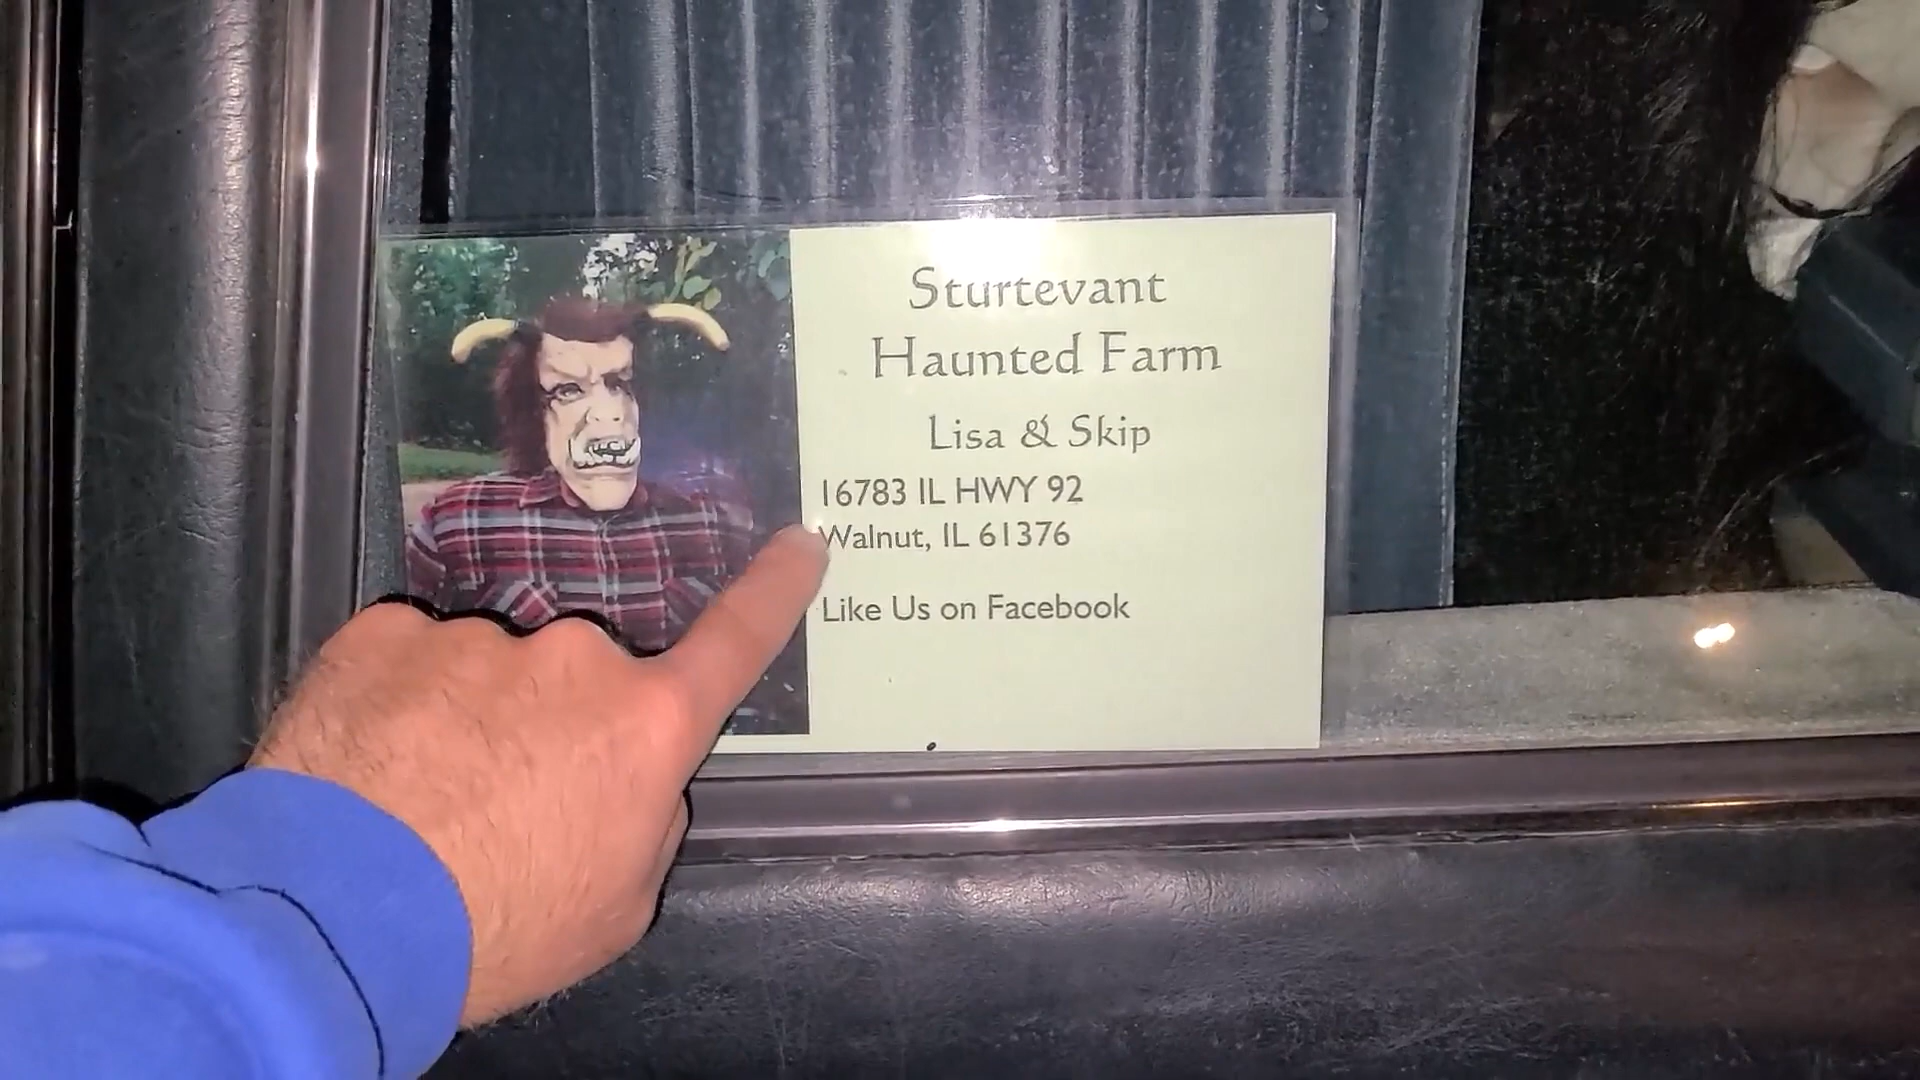 Sturtevant
Haunted Farm
Lisa & Skip
16783 IL HWY 92
Walnut, IL 61376
Like Us on Facebook